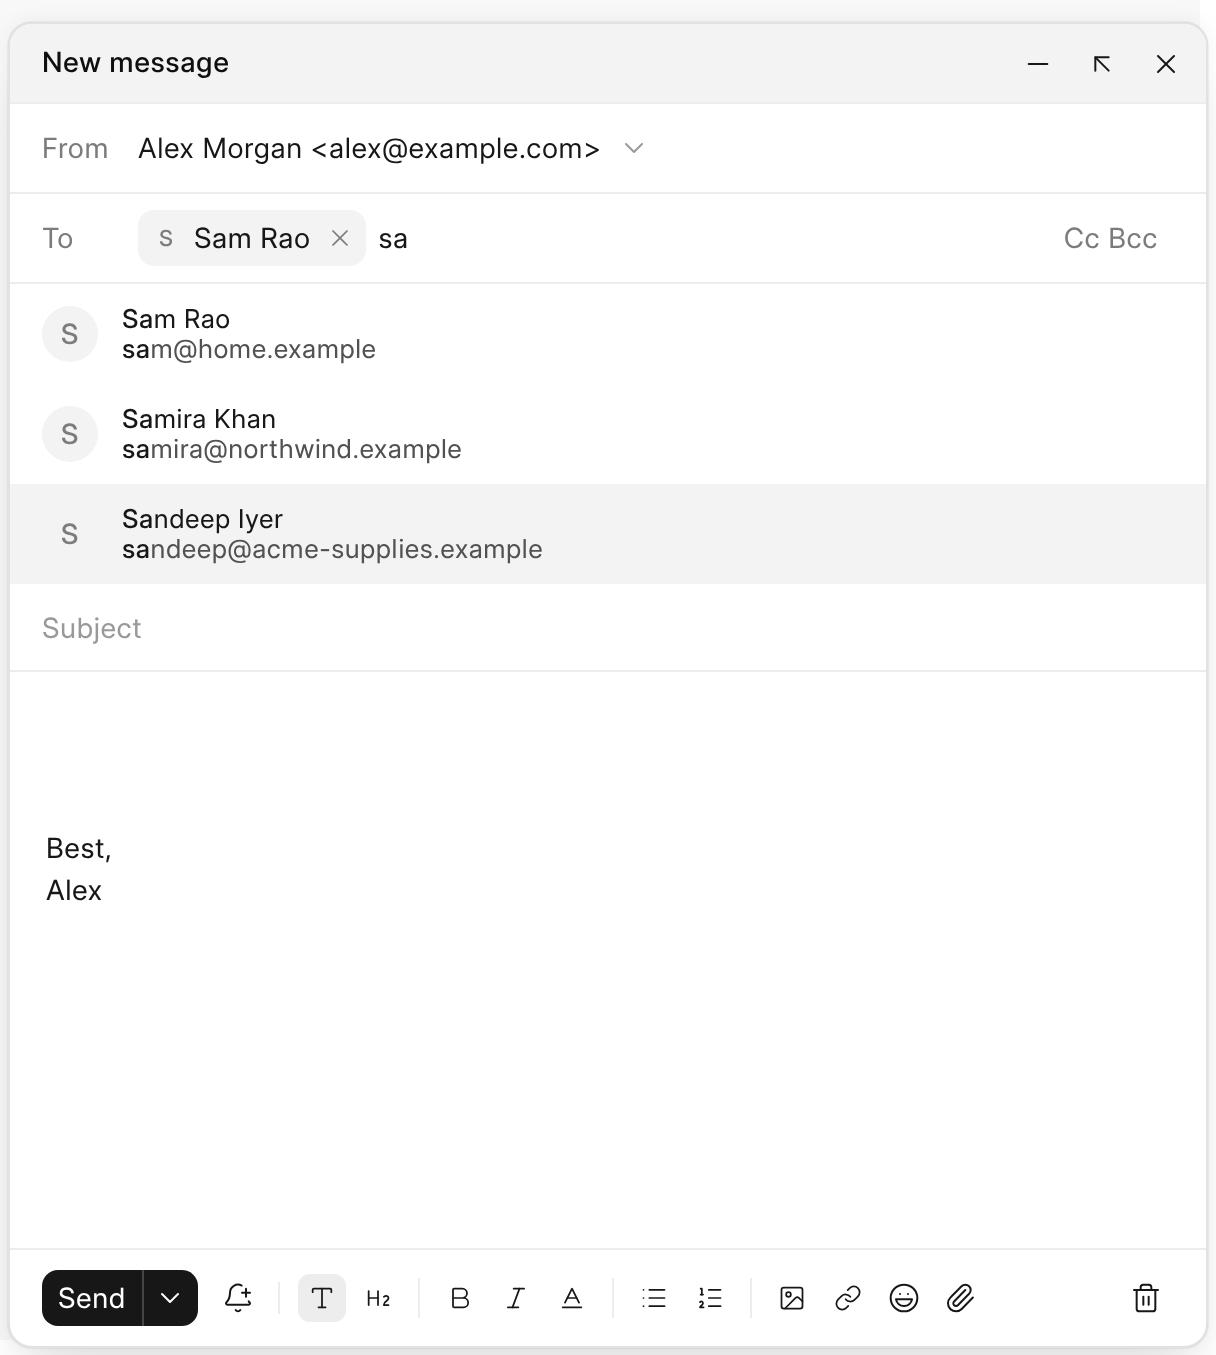 New message
From Alex Morgan <alex@example.com>
To S Sam Rao sa Cc Bcc
S Sam Rao
sam@home.example
S Samira Khan
samira@northwind.example
S Sandeep Iyer
sandeep@acme-supplies.example
Subject
Best,
Alex
Send T H2 B I A